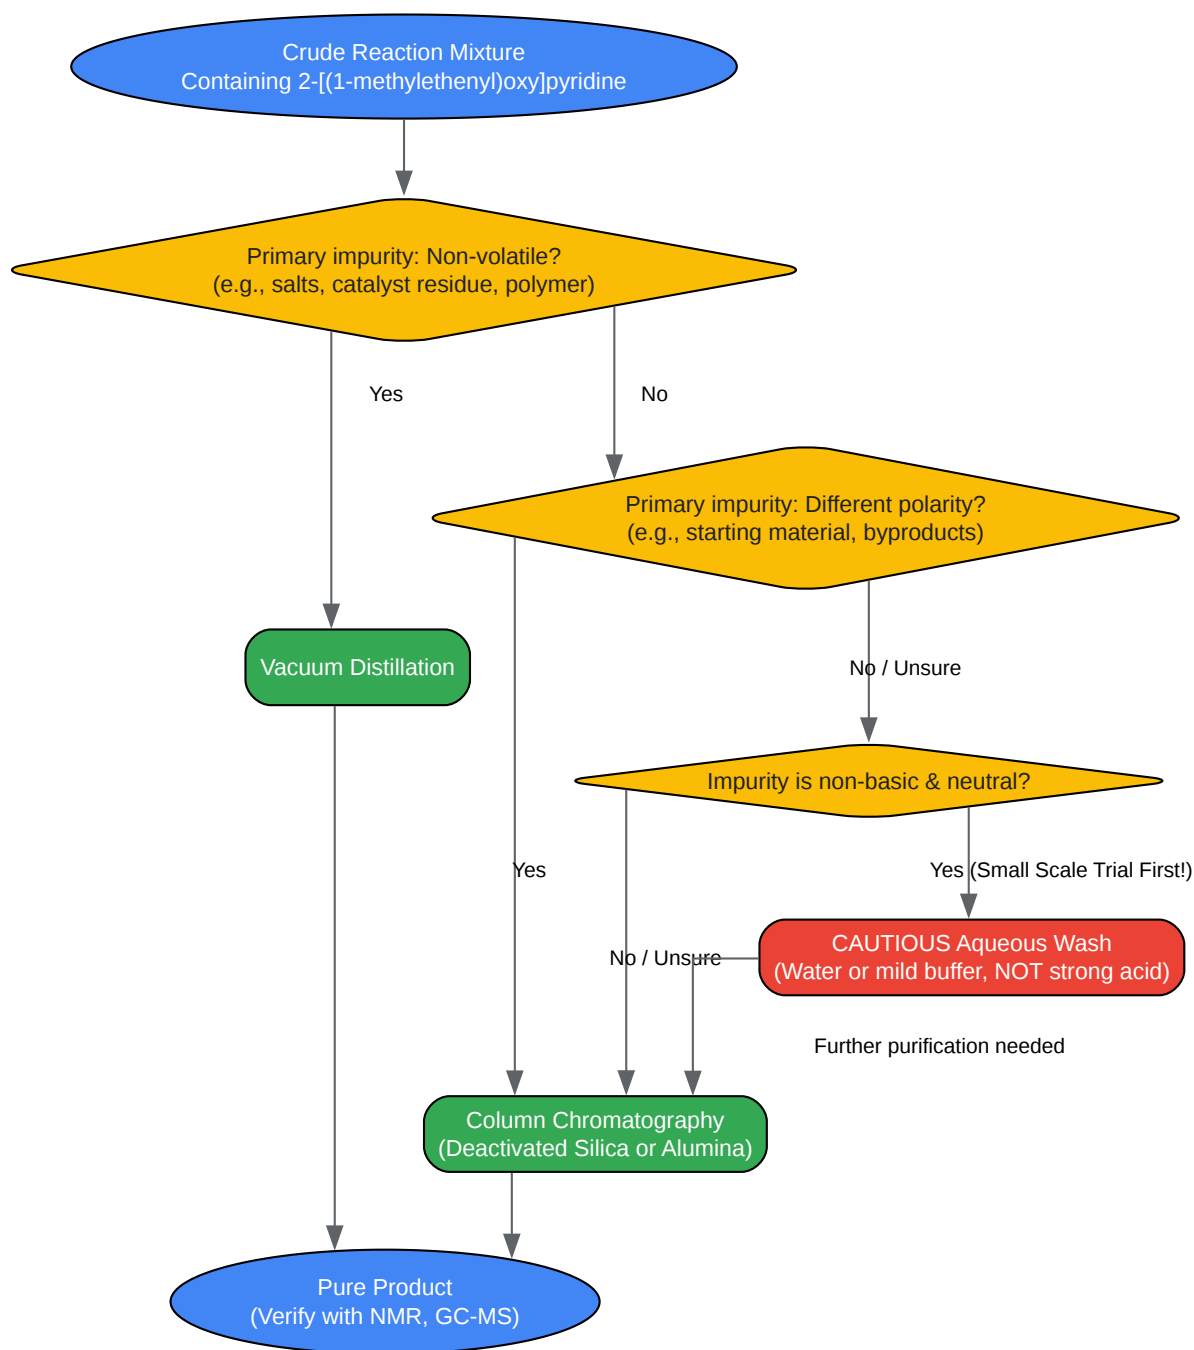 Crude Reaction Mixture
Containing 2-[(1-methylethenyl)oxy]pyridine
Primary impurity: Non-volatile?
(e.g., salts, catalyst residue, polymer)
Yes
No
Primary impurity: Different polarity?
(e.g., starting material, byproducts)
Vacuum Distillation
No / Unsure
Impurity is non-basic & neutral?
Yes
Yes (Small Scale Trial First!)
CAUTIOUS Aqueous Wash
(Water or mild buffer, NOT strong acid)
No / Unsure
Further purification needed
Column Chromatography
(Deactivated Silica or Alumina)
Pure Product
(Verify with NMR, GC-MS)